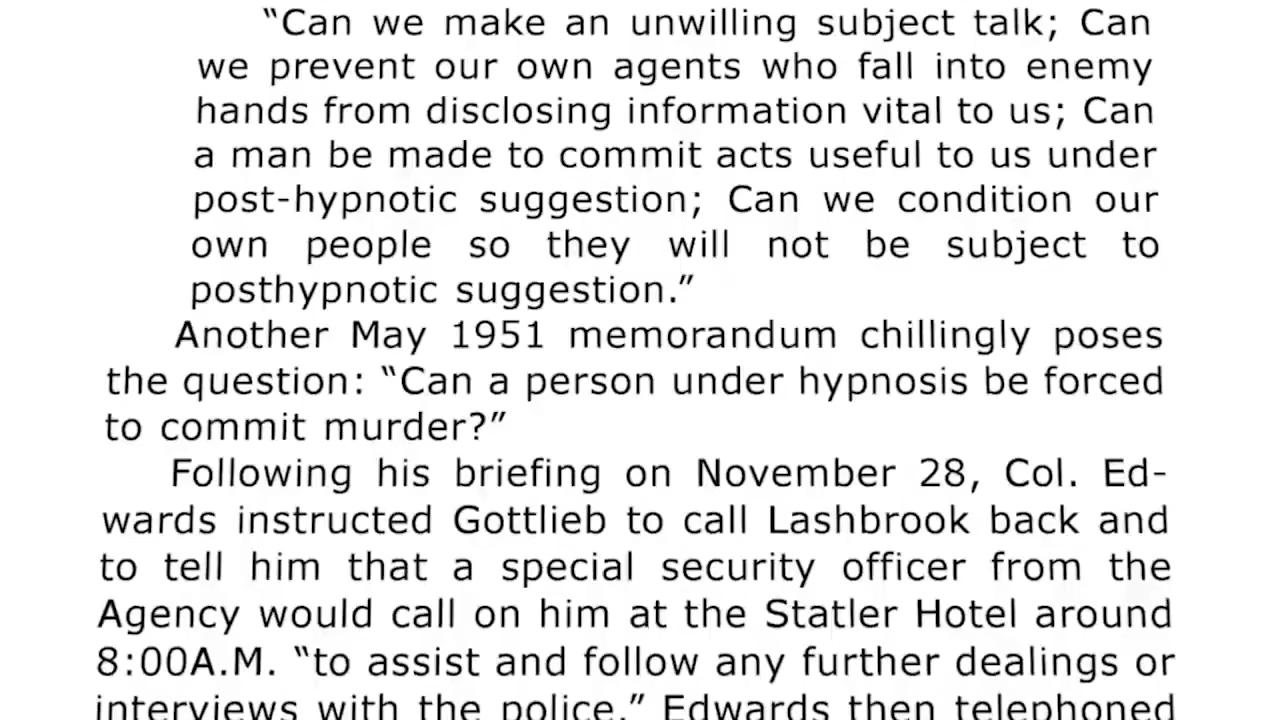 “Can we make an unwilling subject talk; Can
we prevent our own agents who fall into enemy
hands from disclosing information vital to us; Can
a man be made to commit acts useful to us under
post-hypnotic suggestion; Can we condition our
own people so they will not be subject to
posthypnotic suggestion.”
Another May 1951 memorandum chillingly poses
the question: “Can a person under hypnosis be forced
to commit murder?”
Following his briefing on November 28, Col. Ed-
wards instructed Gottlieb to call Lashbrook back and
to tell him that a special security officer from the
Agency would call on him at the Statler Hotel around
8:00A.M. “to assist and follow any further dealings or
interviews with the police.” Edwards then telephoned